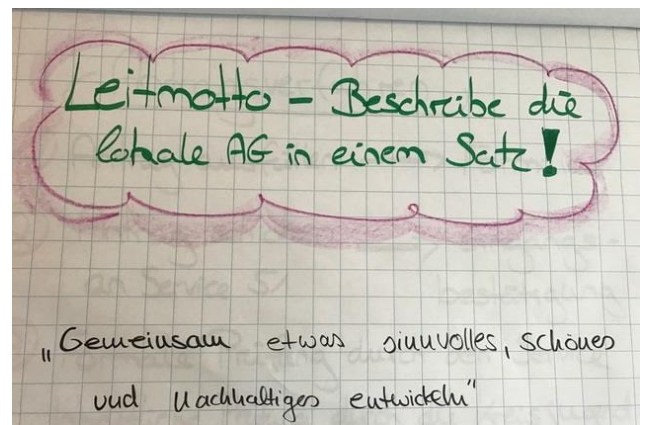 Leitmotto - Beschreibe die
lokale AG in einem Satz!
„Gemeinsam etwas sinnvolles, schönes
und Nachhaltiges entwickeln"